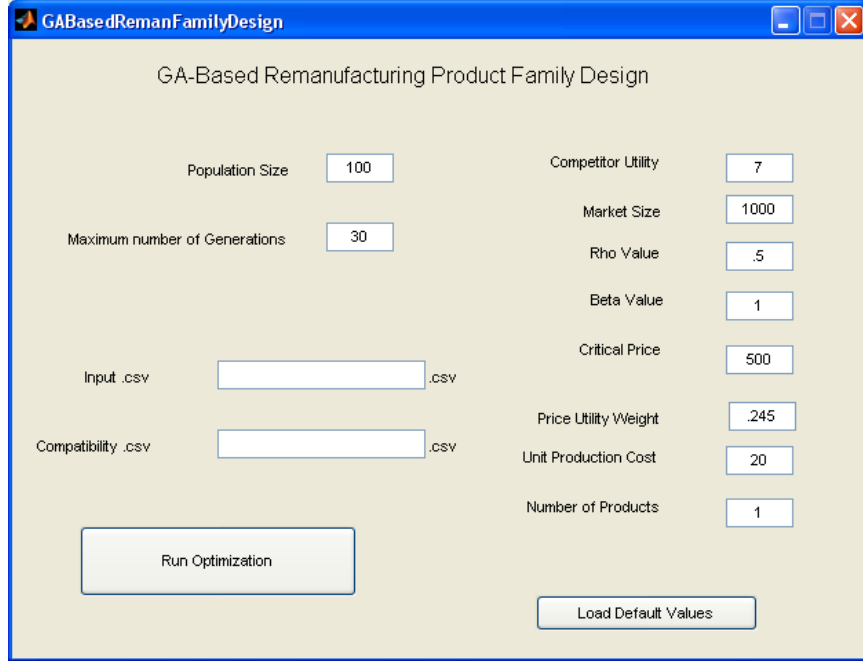 GABasedRemanFamilyDesign
GA-Based Remanufacturing Product Family Design
Population Size 100
Maximum number of Generations 30
Input .csv .csv
Compatibility .csv .csv
Run Optimization
Competitor Utility 7
Market Size 1000
Rho Value .5
Beta Value 1
Critical Price 500
Price Utility Weight .245
Unit Production Cost 20
Number of Products 1
Load Default Values